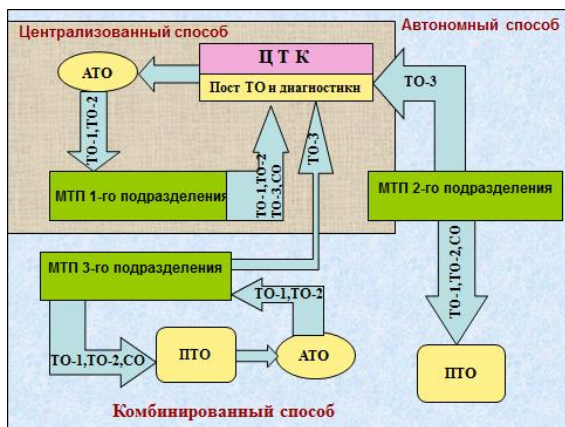 Централизованный способ
Автономный способ
Ц Т К
Пост ТО и диагностики
АТО
ТО-3
ТО-1,ТО-2
ТО-1,ТО-2
ТО-3,СО
ТО-3
МТП 1-го подразделения
МТП 2-го подразделения
МТП 3-го подразделения
ТО-1,ТО-2
ТО-1,ТО-2,СО
ТО-1,ТО-2,СО
ПТО
АТО
ПТО
Комбинированный способ